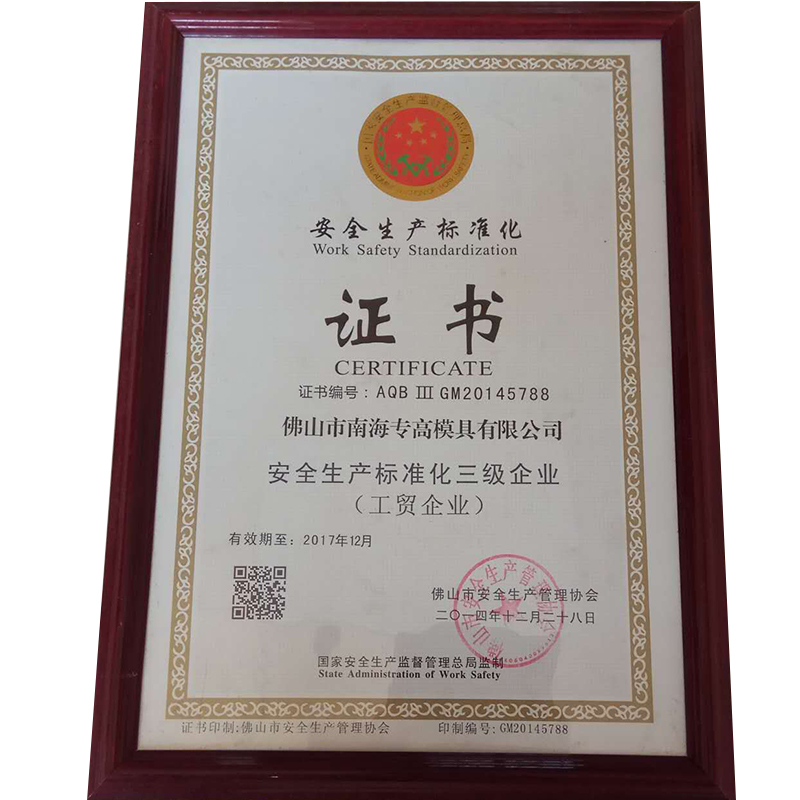 安全生产标准化
Work Safety Standardization
证书
CERTIFICATE
证书编号：AQB Ⅲ GM20145788
佛山市南海专高模具有限公司
安全生产标准化三级企业
（工贸企业）
有效期至：2017年12月
佛山市安全生产管理协会
二〇一四年十二月二十八日
国家安全生产监督管理总局监制
State Administration of Work Safety
证书印制:佛山市安全生产管理协会
印制编号:GM20145788